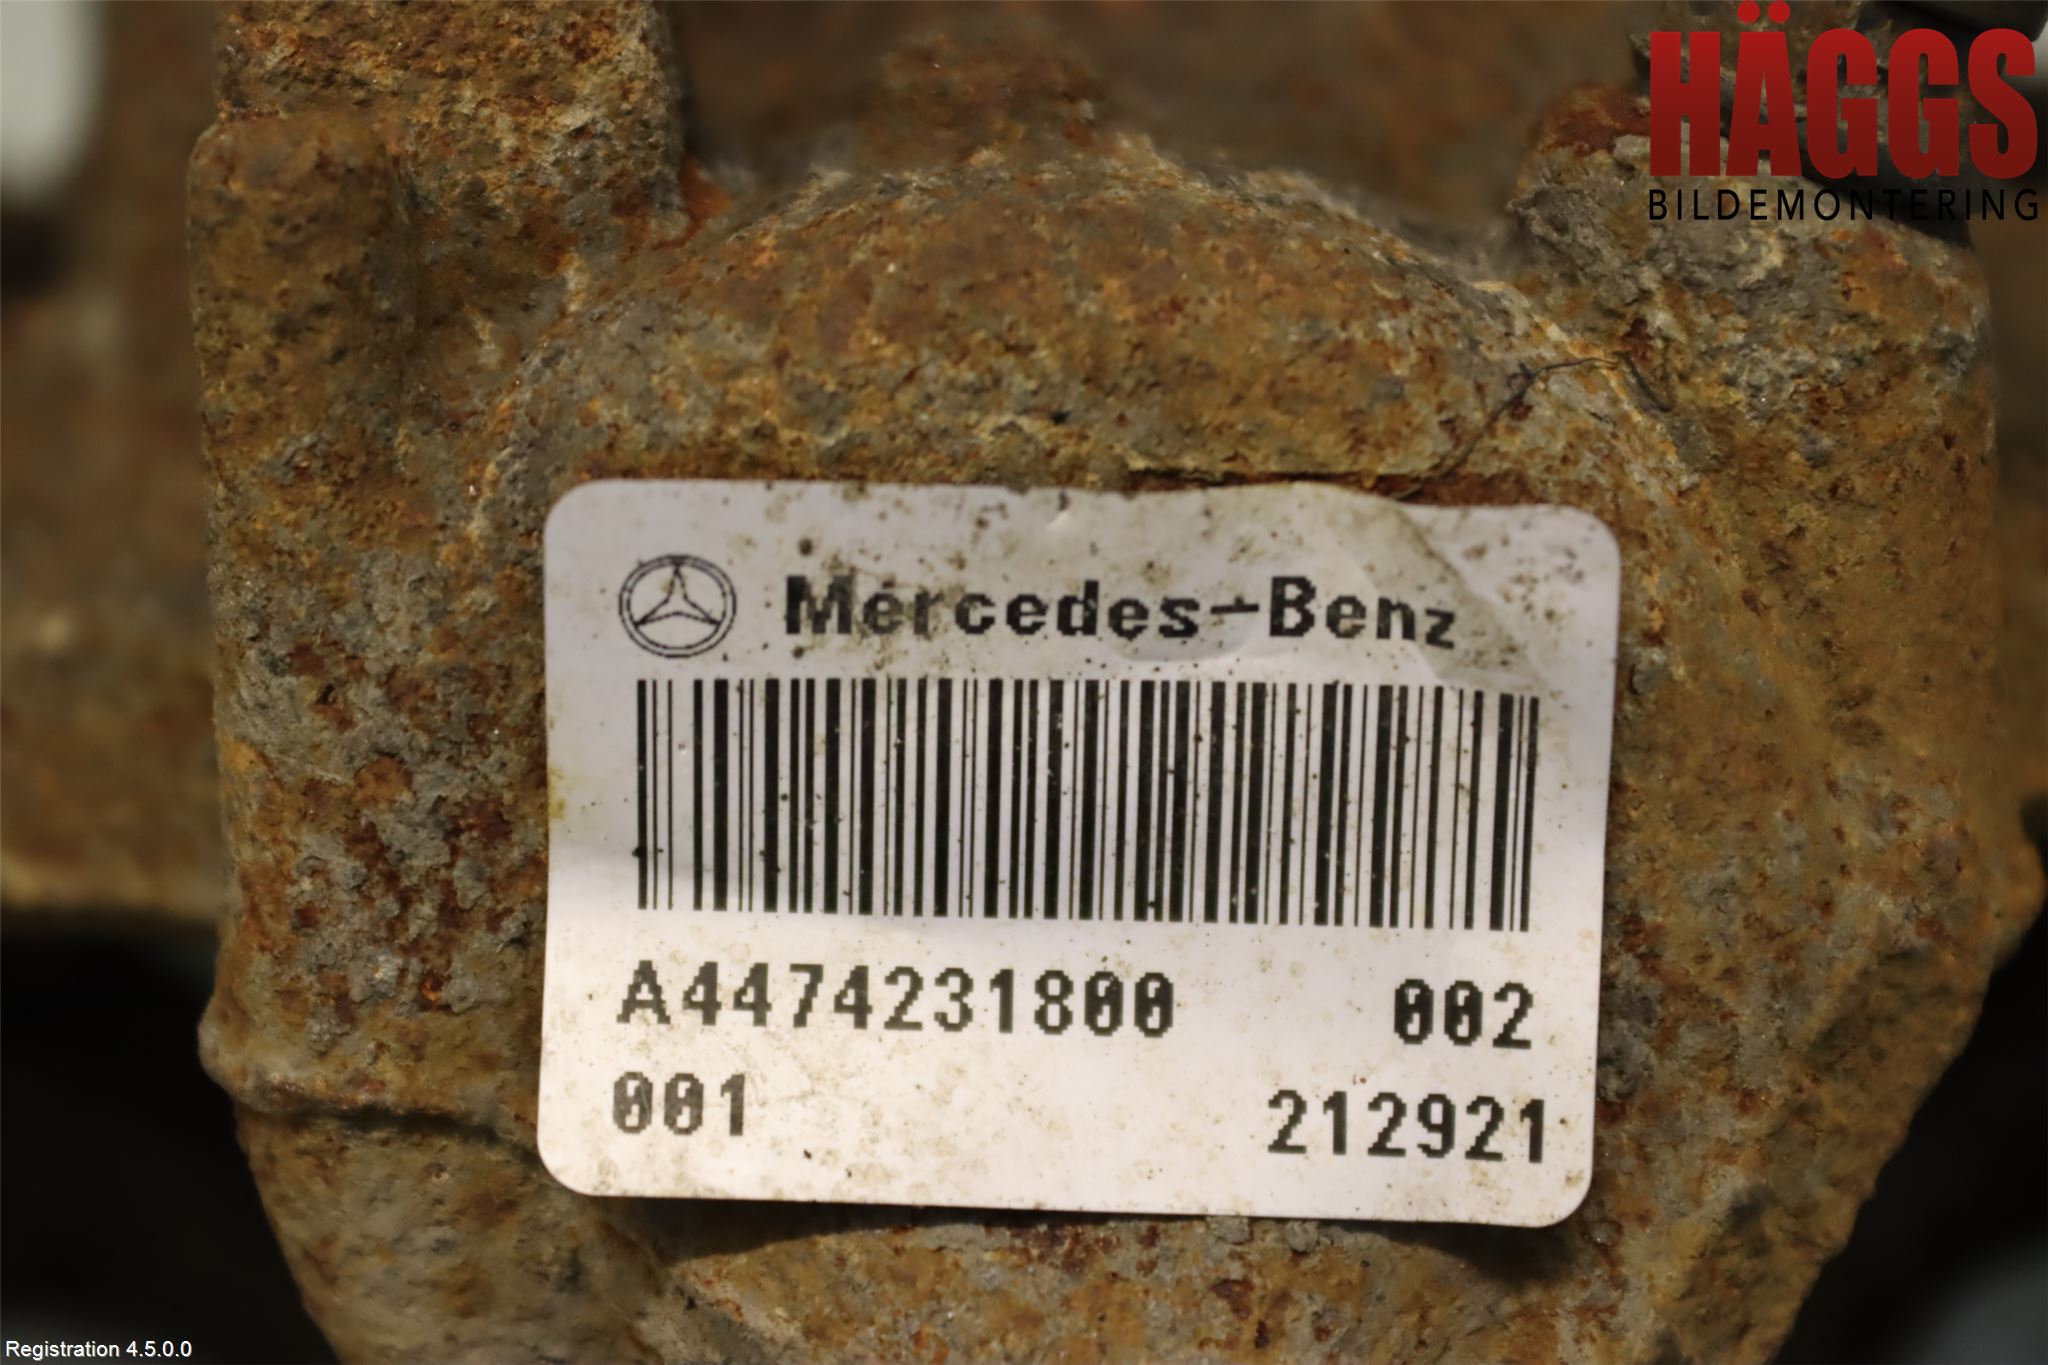 HÄGGS
BILDEMONTERING
Mercedes-Benz
A4474231800 002
001 212921
Registration 4.5.0.0